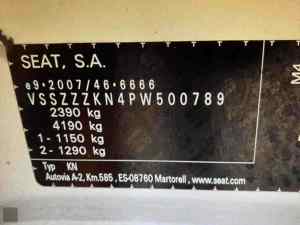 SEAT, S.A.
e9*2007/46*6666
VSSZZZKN4PW500789
2390 kg
4190 kg
1- 1150 kg
2- 1290 kg
Typ KN
Autovia A-2, Km.585, ES-08760 Martorell, www.seat.com
M4